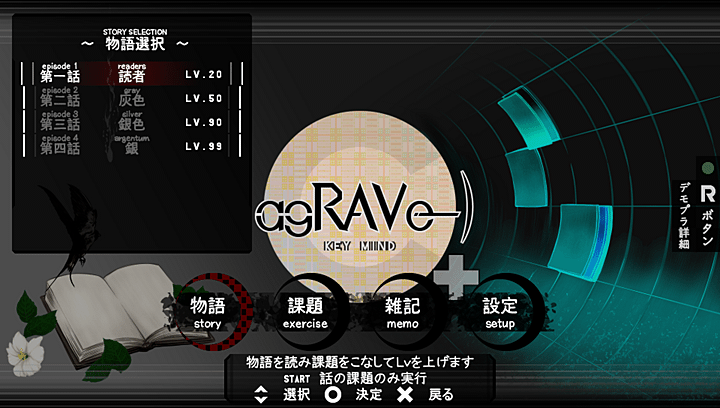 STORY SELECTION
～ 物語選択 ～
episode 1 readers
第一話 読者 LV.20
episode 2 gray
第二話 灰色 LV.50
episode 3 silver
第三話 銀色 LV.90
episode 4 argentum
第四話 銀 LV.99
agRAVe
KEY MIND
R ボタン
デモプラ詳細
物語
story
課題
exercise
雑記
memo
設定
setup
物語を読み課題をこなしてLvを上げます
START 話の課題のみ実行
選択 決定 戻る